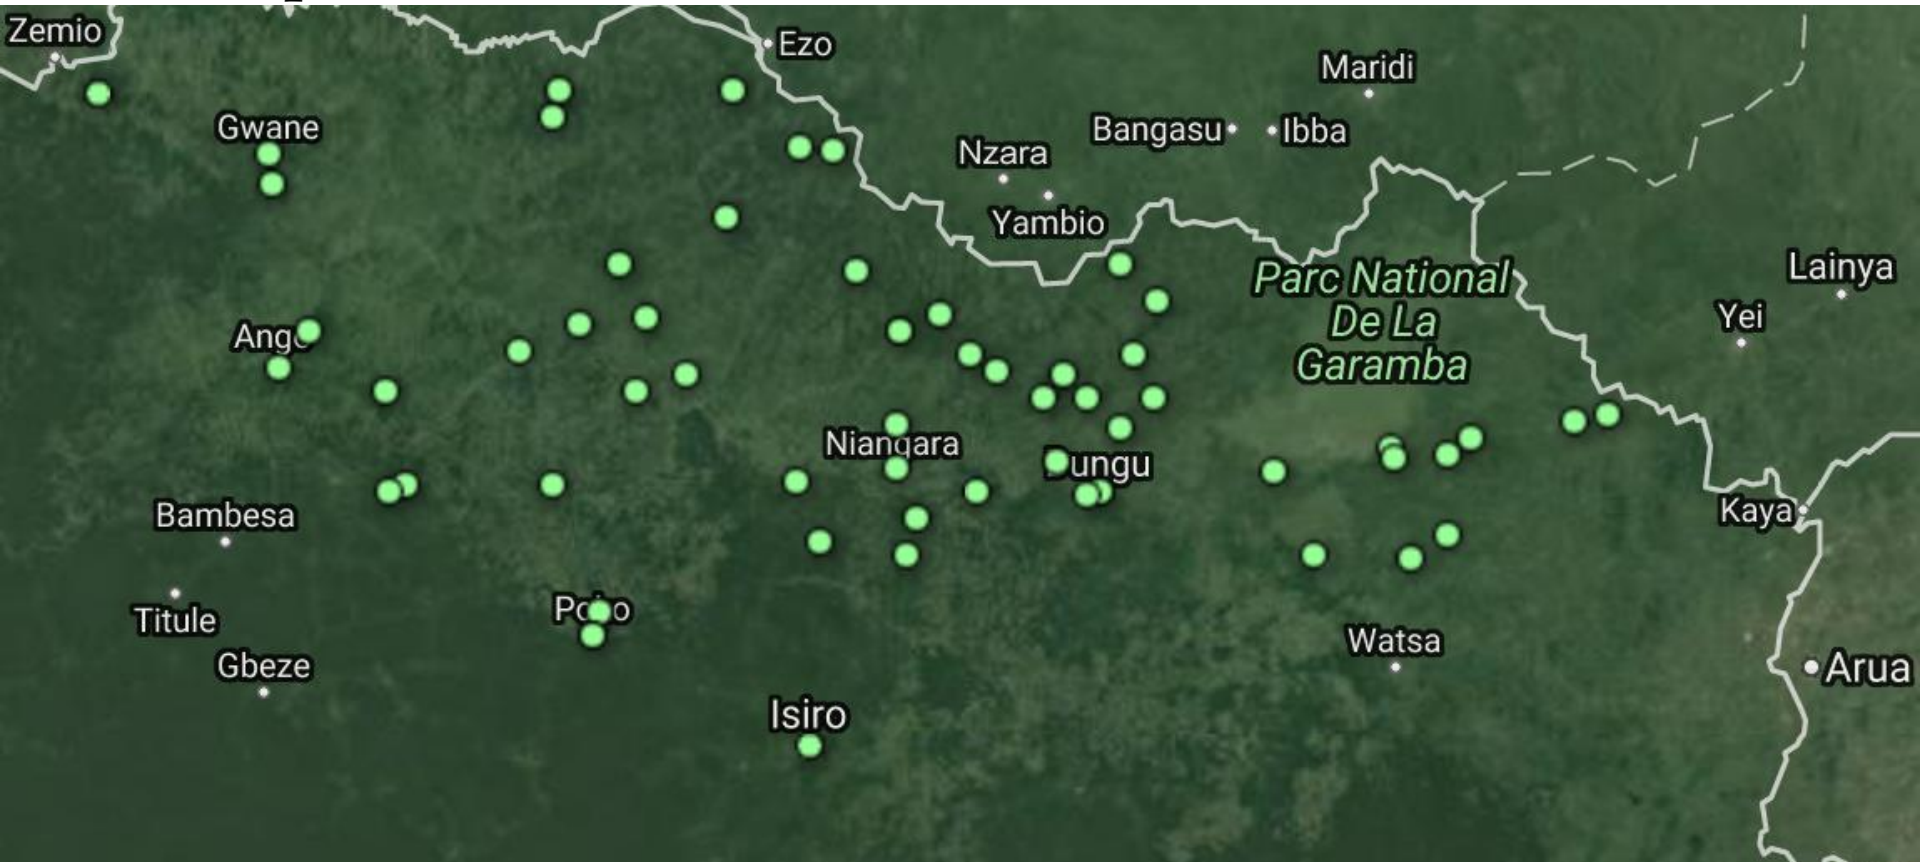 Zemio
Ezo
Maridi
Gwane
Bangasu
Ibba
Nzara
Yambio
Parc National
De La
Garamba
Lainya
Yei
Niangara
Bambesa
Kaya
Titule
Watsa
Gbeze
Arua
Isiro